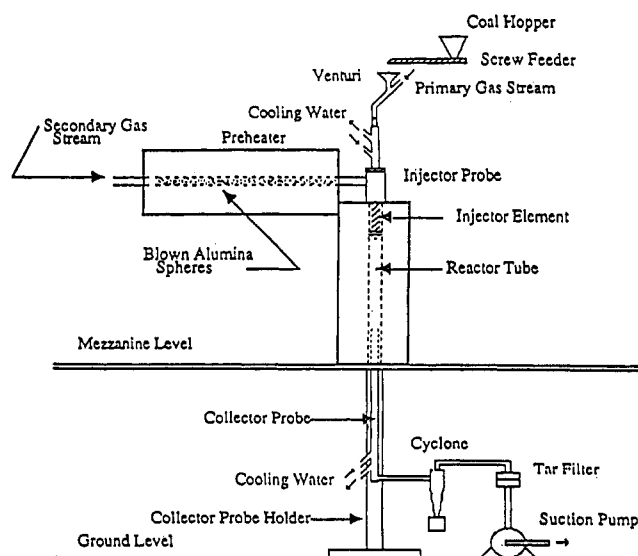 Coal Hopper
Screw Feeder
Venturi
Primary Gas Stream
Cooling Water
Secondary Gas
Stream
Preheater
Injector Probe
Injector Element
Blown Alumina
Spheres
Reactor Tube
Mezzanine Level
Collector Probe
Cyclone
Tar Filter
Cooling Water
Collector Probe Holder
Suction Pump
Ground Level